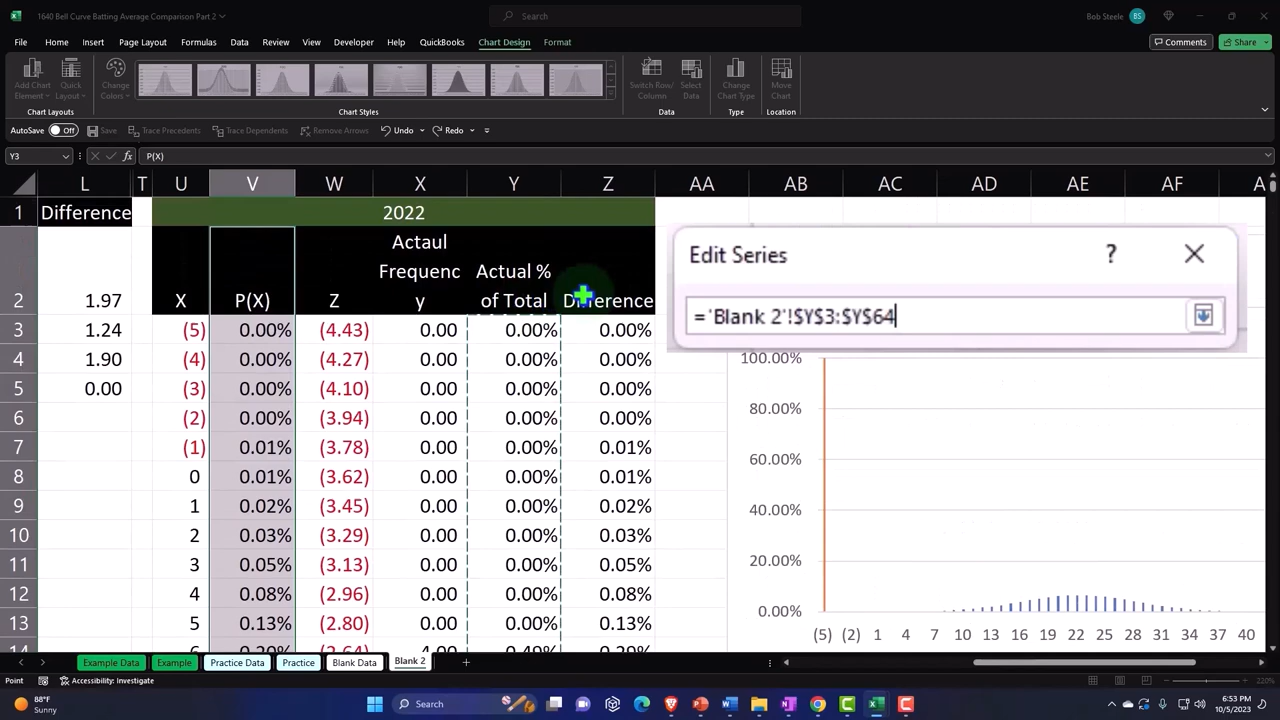 1640 Bell Curve Batting Average Comparison Part 2
Search
Bob Steele BS
File Home Insert Page Layout Formulas Data Review View Developer Help QuickBooks Chart Design Format
Comments Share
Add Chart Element Quick Layout Change Colors Switch Row/ Column Select Data Change Chart Type Move Chart
Chart Layouts Chart Styles Data Type Location
AutoSave Off Save Trace Precedents Trace Dependents Remove Arrows Undo Redo
Y3 fx P(X)
L T U V W X Y Z AA AB AC AD AE AF A
1 Difference 2022
2 1.97 X P(X) Z Actaul Frequenc y Actual % of Total Difference
3 1.24 (5) 0.00% (4.43) 0.00 0.00% 0.00%
4 1.90 (4) 0.00% (4.27) 0.00 0.00% 0.00%
5 0.00 (3) 0.00% (4.10) 0.00 0.00% 0.00%
6 (2) 0.00% (3.94) 0.00 0.00% 0.00%
7 (1) 0.01% (3.78) 0.00 0.00% 0.01%
8 0 0.01% (3.62) 0.00 0.00% 0.01%
9 1 0.02% (3.45) 0.00 0.00% 0.02%
10 2 0.03% (3.29) 0.00 0.00% 0.03%
11 3 0.05% (3.13) 0.00 0.00% 0.05%
12 4 0.08% (2.96) 0.00 0.00% 0.08%
13 5 0.13% (2.80) 0.00 0.00% 0.13%
Edit Series ?
='Blank 2'!$Y$3:$Y$64
100.00%
80.00%
60.00%
40.00%
20.00%
0.00%
(5) (2) 1 4 7 10 13 16 19 22 25 28 31 34 37 40
Example Data Example Practice Data Practice Blank Data Blank 2
Point Accessibility: Investigate 220%
88°F
Sunny
Search
6:53 PM
10/5/2023